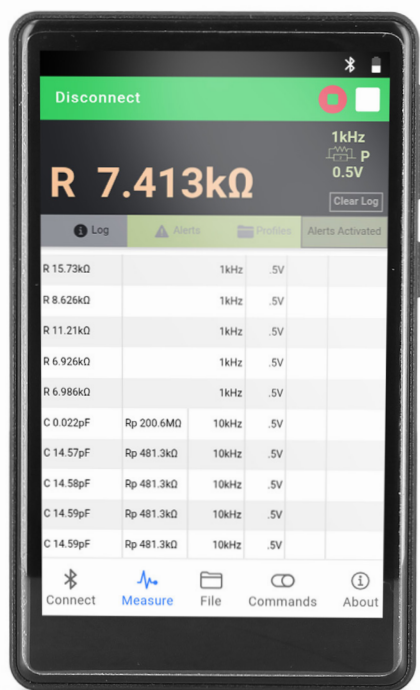 Disconnect
1kHz
P
0.5V
R 7.413kΩ
Clear Log
Log Alerts Profiles Alerts Activated
R 15.73kΩ 1kHz .5V
R 8.626kΩ 1kHz .5V
R 11.21kΩ 1kHz .5V
R 6.926kΩ 1kHz .5V
R 6.986kΩ 1kHz .5V
C 0.022pF Rp 200.6MΩ 10kHz .5V
C 14.57pF Rp 481.3kΩ 10kHz .5V
C 14.58pF Rp 481.3kΩ 10kHz .5V
C 14.59pF Rp 481.3kΩ 10kHz .5V
C 14.59pF Rp 481.3kΩ 10kHz .5V
Connect Measure File Commands About